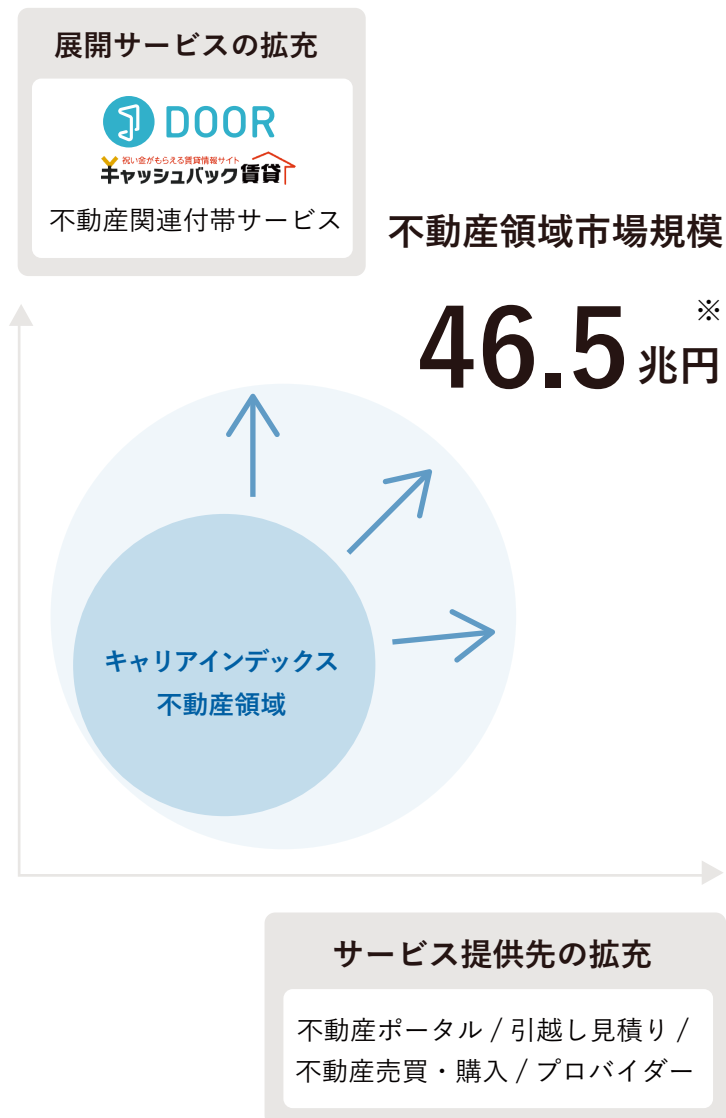 展開サービスの拡充
DOOR
祝い金がもらえる賃貸情報サイト
キャッシュバック賃貸
不動産関連付帯サービス
不動産領域市場規模
46.5兆円※
キャリアインデックス
不動産領域
サービス提供先の拡充
不動産ポータル / 引越し見積り /
不動産売買・購入 / プロバイダー